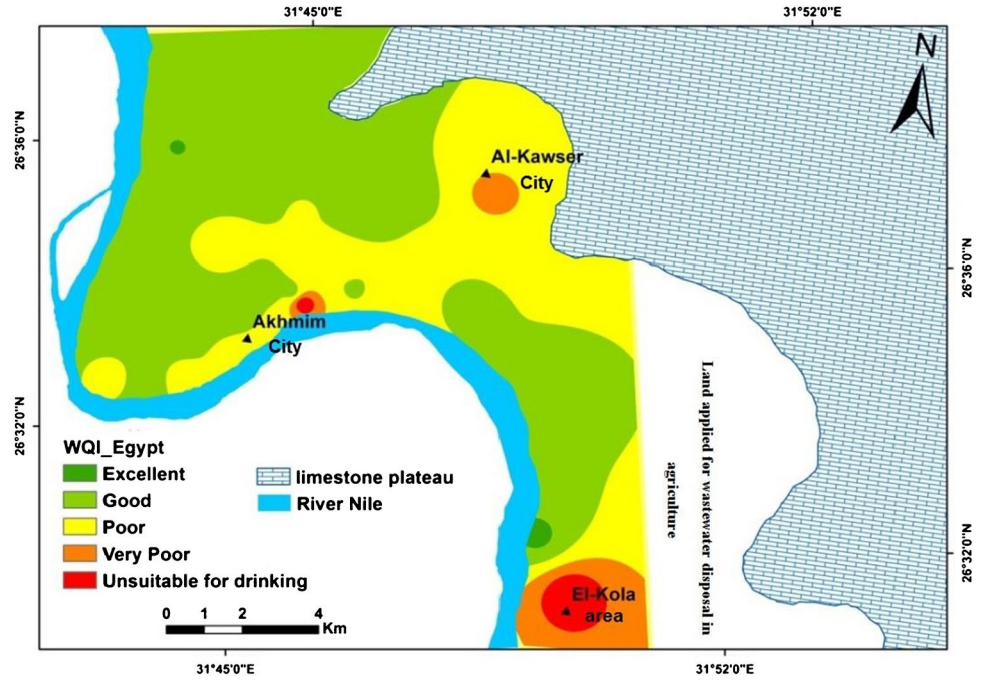 31°45'0"E
31°52'0"E
N
26°36'0"N
26°36'0"N
Al-Kawser
City
Akhmim
City
Land applied for wastewater disposal in
agriculture
26°32'0"N
26°32'0"N
WQI_Egypt
Excellent
Good
Poor
Very Poor
Unsuitable for drinking
limestone plateau
River Nile
El-Kola
area
0 1 2 4
Km
31°45'0"E
31°52'0"E